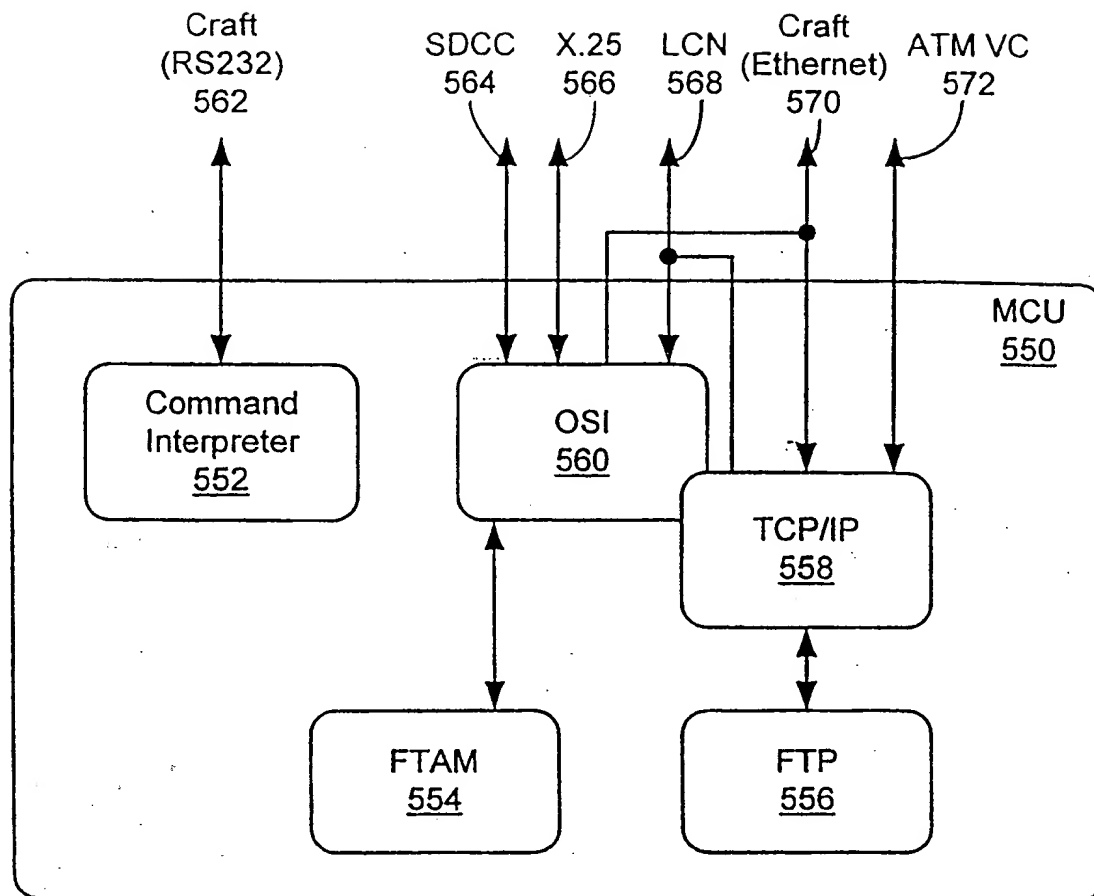 Craft
(RS232)
562
SDCC
564
X.25
566
LCN
568
Craft
(Ethernet)
570
ATM VC
572
MCU
550
Command
Interpreter
552
OSI
560
TCP/IP
558
FTAM
554
FTP
556